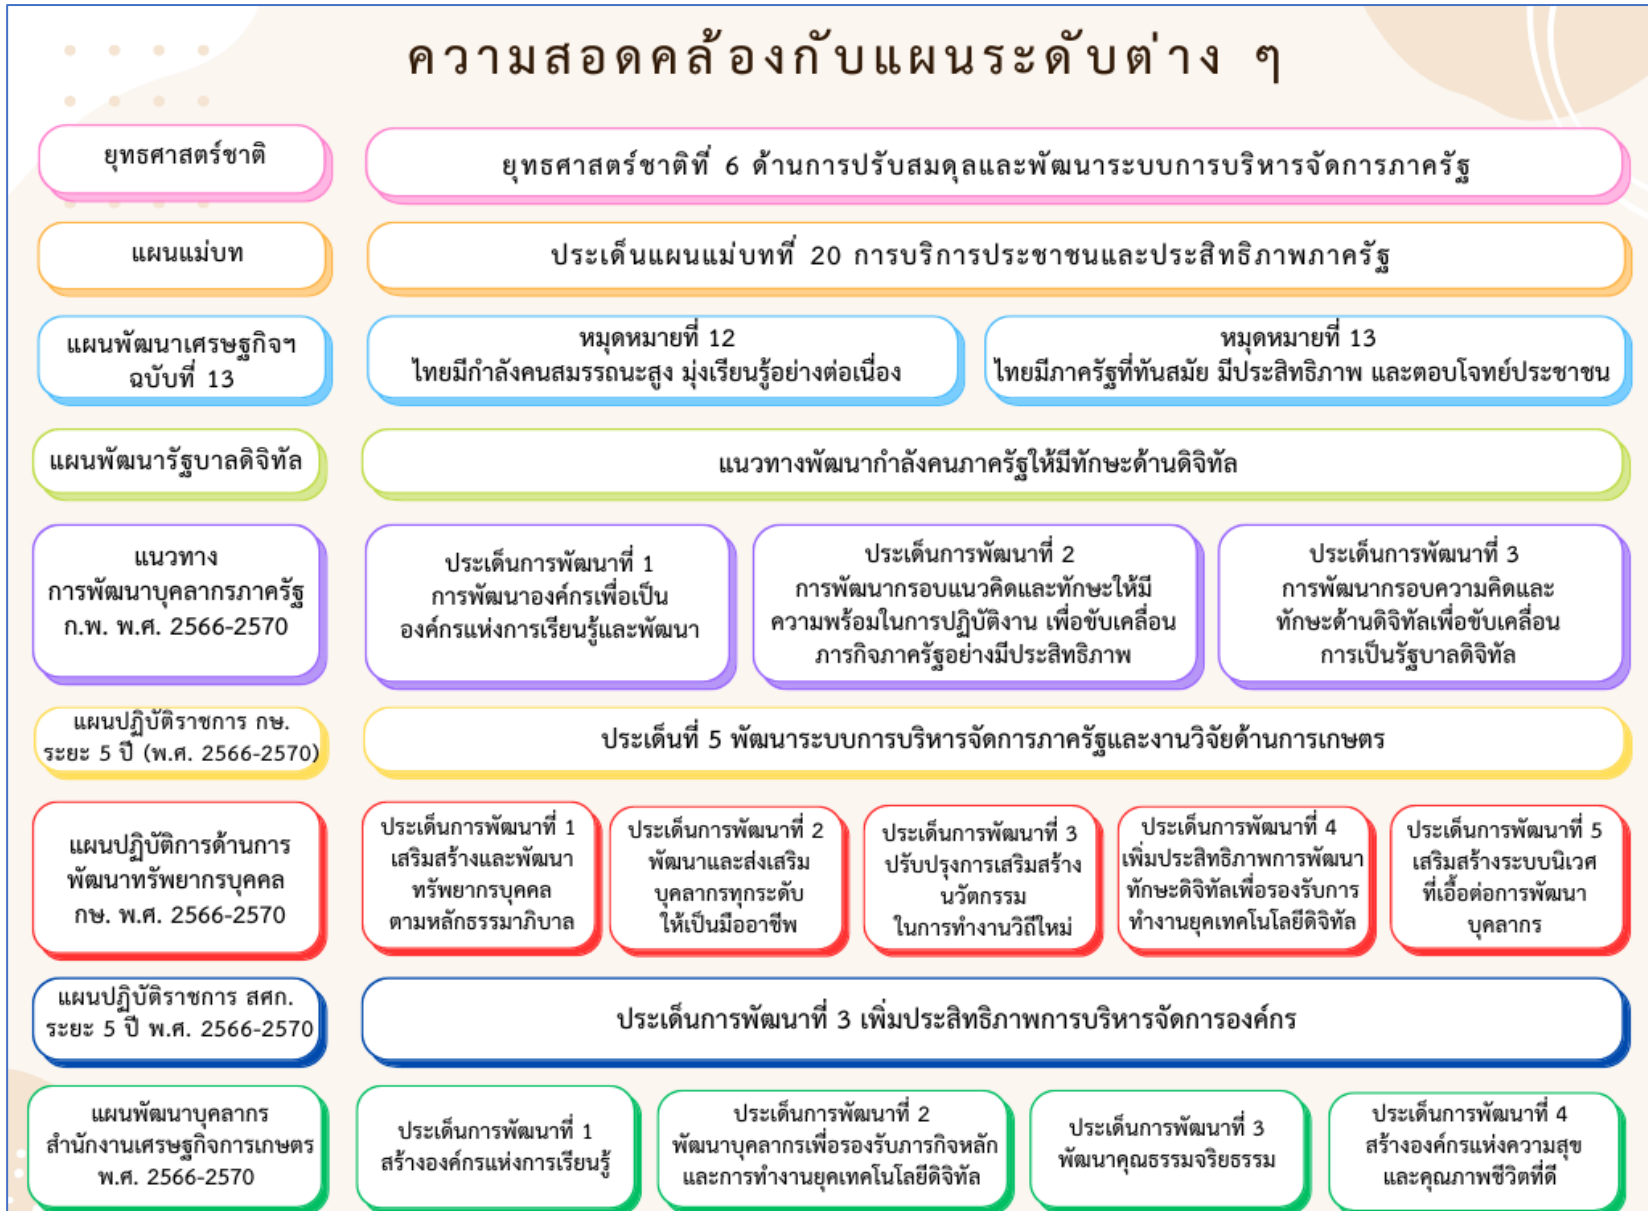 ความสอดคล้องกับแผนระดับต่าง ๆ
ยุทธศาสตร์ชาติ
ยุทธศาสตร์ชาติที่ 6 ด้านการปรับสมดุลและพัฒนาระบบการบริหารจัดการภาครัฐ
แผนแม่บท
ประเด็นแผนแม่บทที่ 20 การบริการประชาชนและประสิทธิภาพภาครัฐ
แผนพัฒนาเศรษฐกิจฯ
ฉบับที่ 13
หมุดหมายที่ 12
ไทยมีกำลังคนสมรรถนะสูง มุ่งเรียนรู้อย่างต่อเนื่อง
หมุดหมายที่ 13
ไทยมีภาครัฐที่ทันสมัย มีประสิทธิภาพ และตอบโจทย์ประชาชน
แผนพัฒนารัฐบาลดิจิทัล
แนวทางพัฒนากำลังคนภาครัฐให้มีทักษะด้านดิจิทัล
แนวทาง
การพัฒนาบุคลากรภาครัฐ
ก.พ. พ.ศ. 2566-2570
ประเด็นการพัฒนาที่ 1
การพัฒนาองค์กรเพื่อเป็น
องค์กรแห่งการเรียนรู้และพัฒนา
ประเด็นการพัฒนาที่ 2
การพัฒนากรอบแนวคิดและทักษะให้มี
ความพร้อมในการปฏิบัติงาน เพื่อขับเคลื่อน
ภารกิจภาครัฐอย่างมีประสิทธิภาพ
ประเด็นการพัฒนาที่ 3
การพัฒนากรอบความคิดและ
ทักษะด้านดิจิทัลเพื่อขับเคลื่อน
การเป็นรัฐบาลดิจิทัล
แผนปฏิบัติราชการ กษ.
ระยะ 5 ปี (พ.ศ. 2566-2570)
ประเด็นที่ 5 พัฒนาระบบการบริหารจัดการภาครัฐและงานวิจัยด้านการเกษตร
แผนปฏิบัติการด้านการ
พัฒนาทรัพยากรบุคคล
กษ. พ.ศ. 2566-2570
ประเด็นการพัฒนาที่ 1
เสริมสร้างและพัฒนา
ทรัพยากรบุคคล
ตามหลักธรรมาภิบาล
ประเด็นการพัฒนาที่ 2
พัฒนาและส่งเสริม
บุคลากรทุกระดับ
ให้เป็นมืออาชีพ
ประเด็นการพัฒนาที่ 3
ปรับปรุงการเสริมสร้าง
นวัตกรรม
ในการทำงานวิถีใหม่
ประเด็นการพัฒนาที่ 4
เพิ่มประสิทธิภาพการพัฒนา
ทักษะดิจิทัลเพื่อรองรับการ
ทำงานยุคเทคโนโลยีดิจิทัล
ประเด็นการพัฒนาที่ 5
เสริมสร้างระบบนิเวศ
ที่เอื้อต่อการพัฒนา
บุคลากร
แผนปฏิบัติราชการ สศก.
ระยะ 5 ปี พ.ศ. 2566-2570
ประเด็นการพัฒนาที่ 3 เพิ่มประสิทธิภาพการบริหารจัดการองค์กร
แผนพัฒนาบุคลากร
สำนักงานเศรษฐกิจการเกษตร
พ.ศ. 2566-2570
ประเด็นการพัฒนาที่ 1
สร้างองค์กรแห่งการเรียนรู้
ประเด็นการพัฒนาที่ 2
พัฒนาบุคลากรเพื่อรองรับภารกิจหลัก
และการทำงานยุคเทคโนโลยีดิจิทัล
ประเด็นการพัฒนาที่ 3
พัฒนาคุณธรรมจริยธรรม
ประเด็นการพัฒนาที่ 4
สร้างองค์กรแห่งความสุข
และคุณภาพชีวิตที่ดี